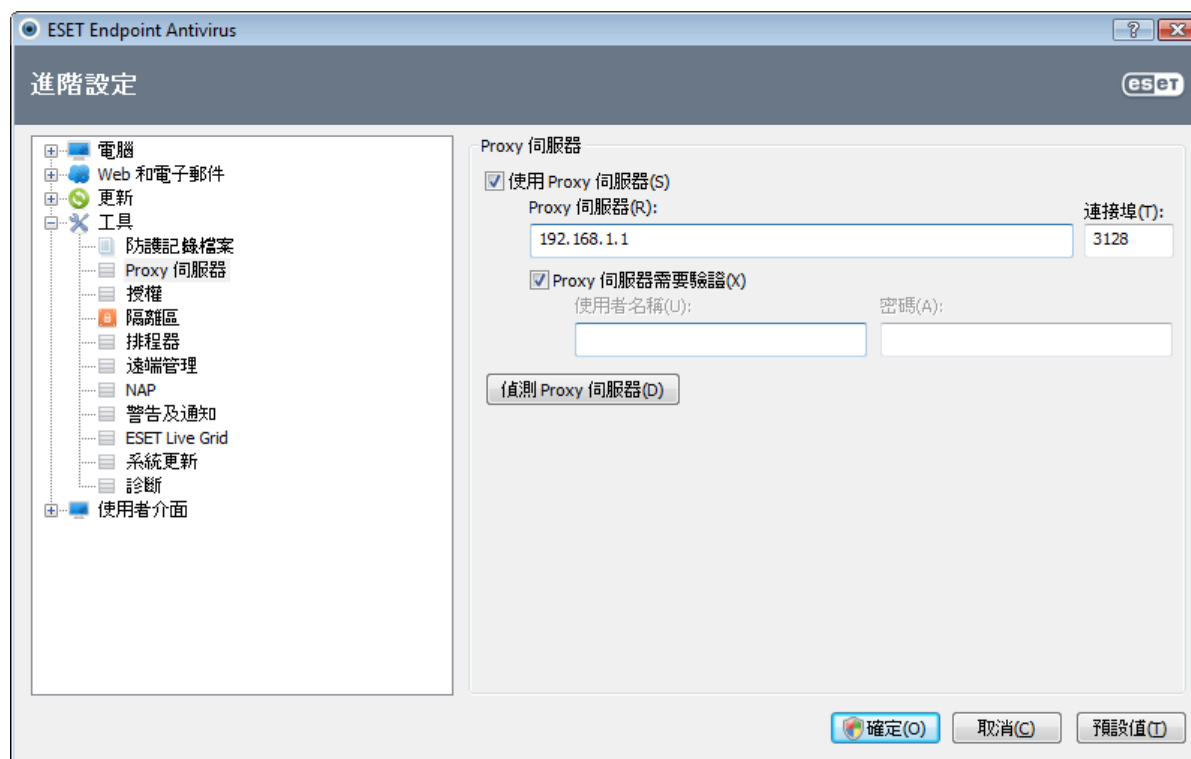 ESET Endpoint Antivirus
進階設定
eset
電腦
Web 和電子郵件
更新
工具
防護記錄檔案
Proxy 伺服器
授權
隔離區
排程器
遠端管理
NAP
警告及通知
ESET Live Grid
系統更新
診斷
使用者介面
Proxy 伺服器
使用 Proxy 伺服器(S)
Proxy 伺服器(R):
連接埠(T):
192.168.1.1
3128
Proxy 伺服器需要驗證(X)
使用者名稱(U):
密碼(A):
偵測 Proxy 伺服器(D)
確定(O)
取消(C)
預設值(T)